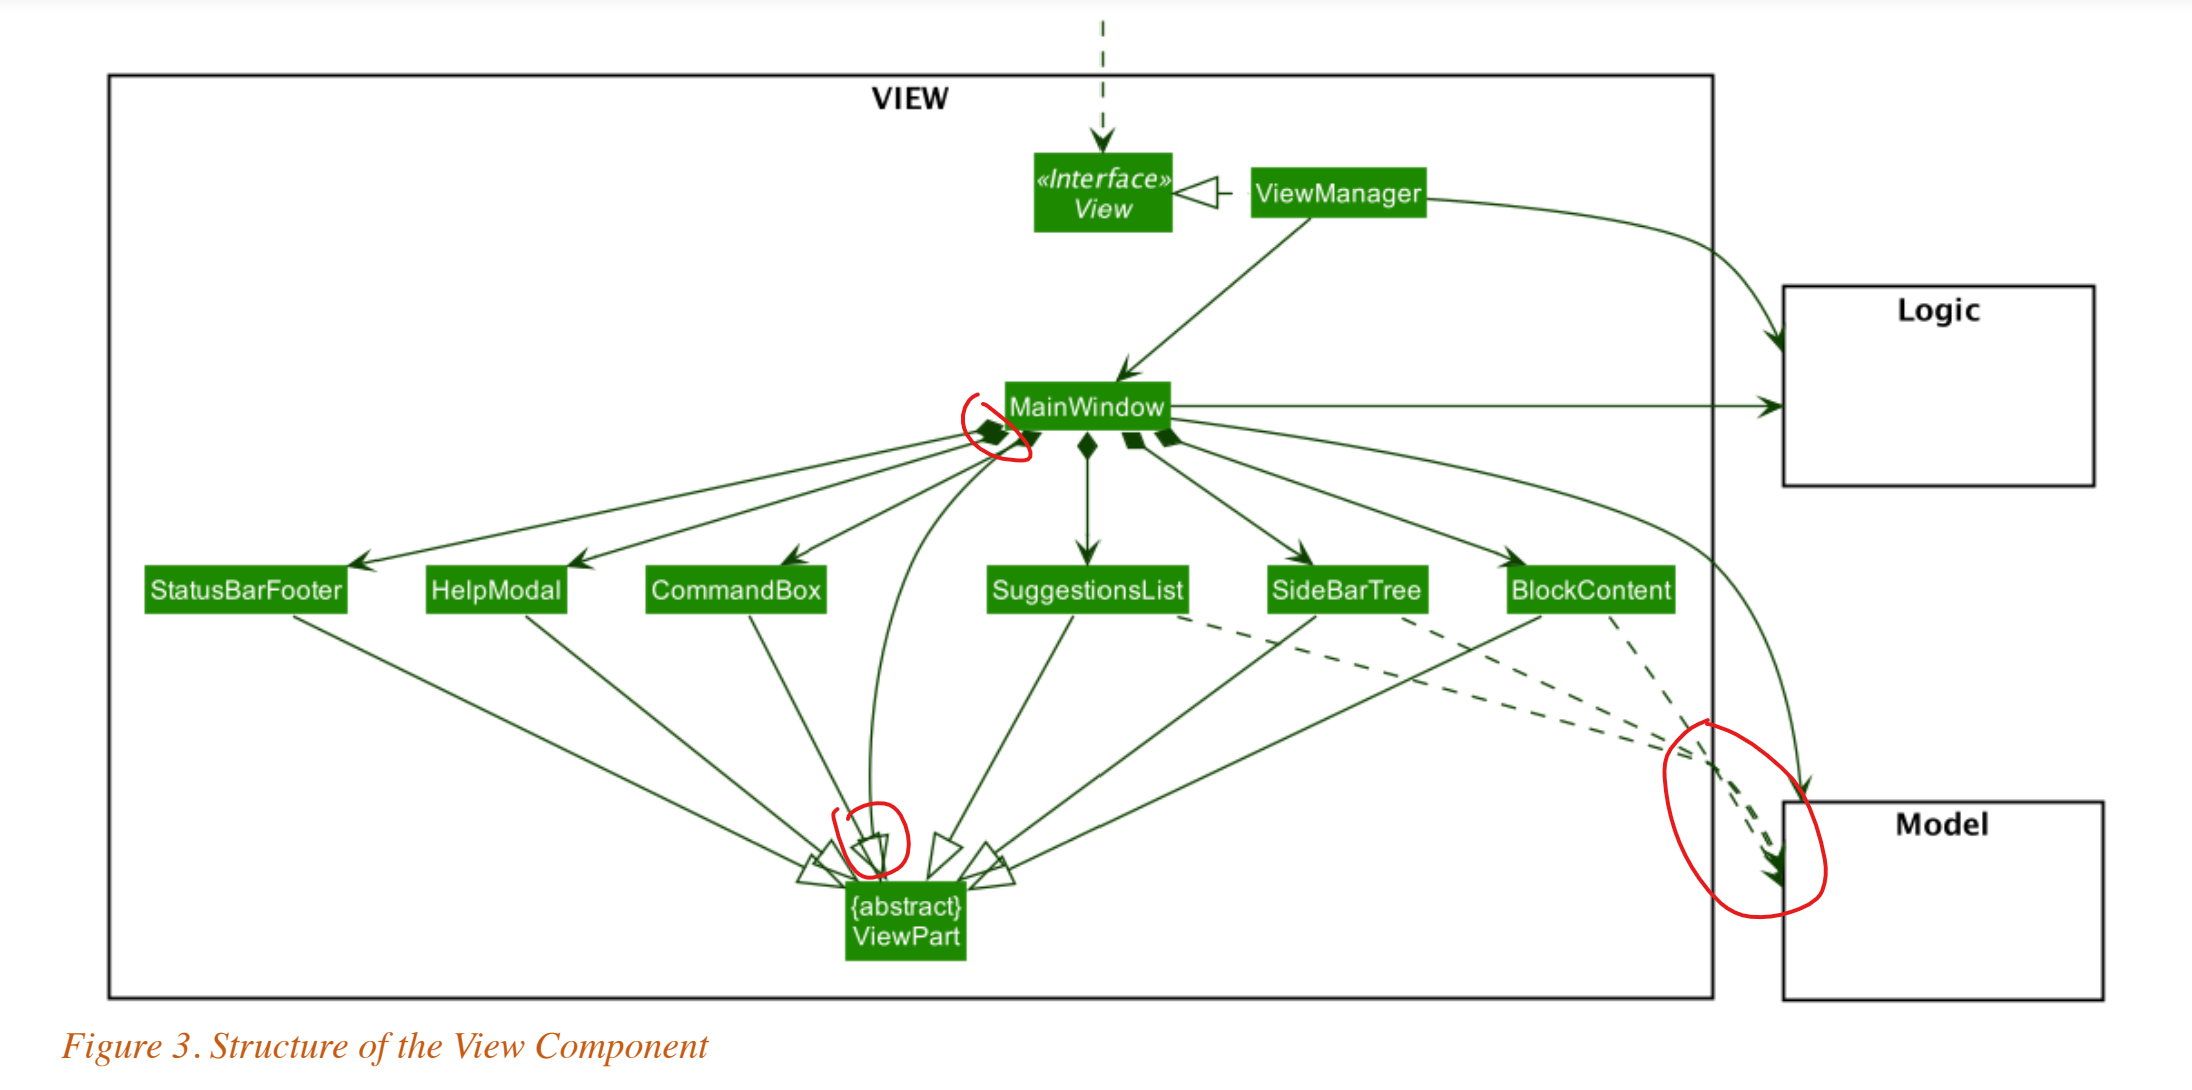 VIEW
«Interface»
View
ViewManager
Logic
MainWindow
StatusBarFooter
HelpModal
CommandBox
SuggestionsList
SideBarTree
BlockContent
Model
{abstract}
ViewPart
Figure 3. Structure of the View Component